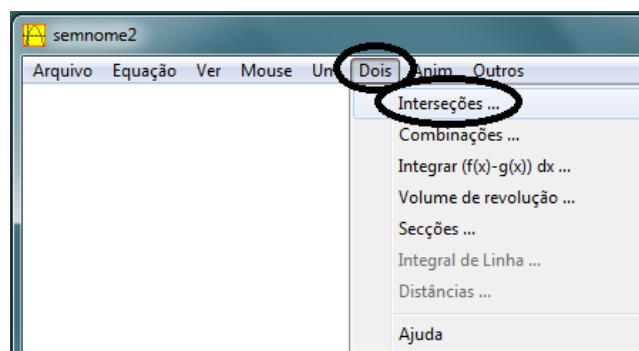 semnome2
Arquivo Equação Ver Mouse Um Dois Anim Outros
Interseções ...
Combinações ...
Integrar (f(x)-g(x)) dx ...
Volume de revolução ...
Secções ...
Integral de Linha ...
Distâncias ...
Ajuda